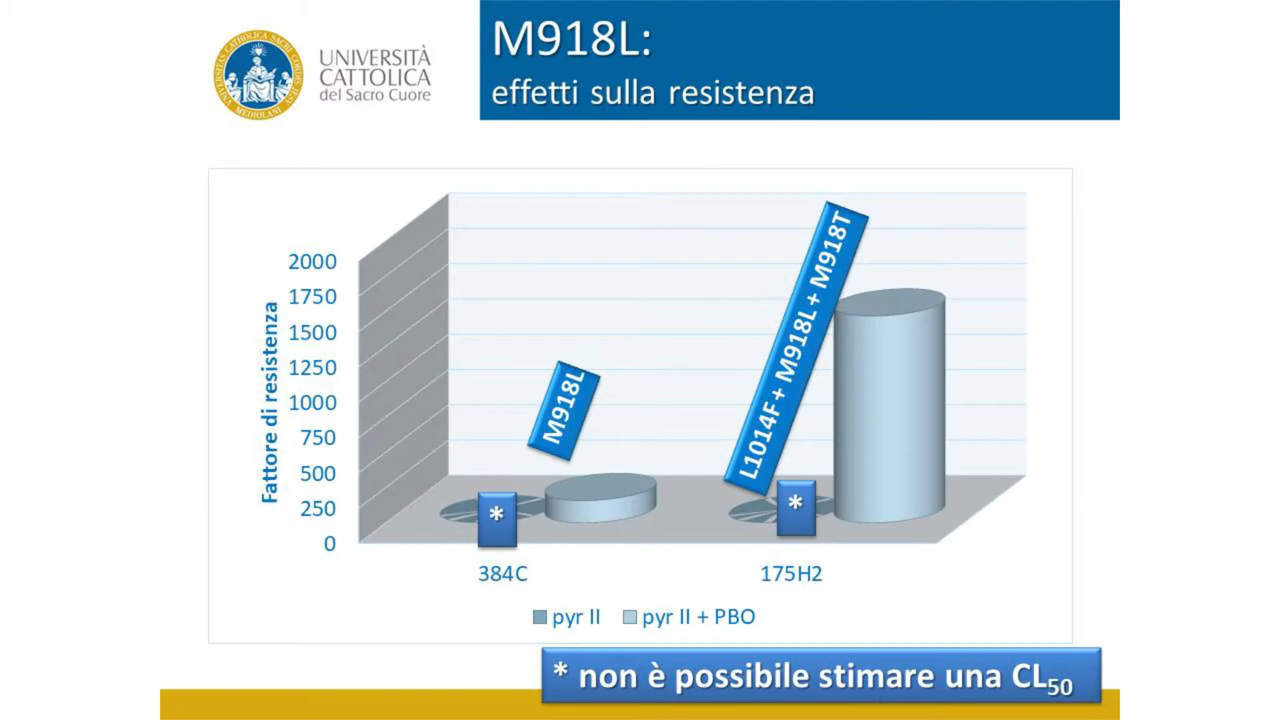 M918L:
effetti sulla resistenza
UNIVERSITÀ
CATTOLICA
del Sacro Cuore
Fattore di resistenza
2000
1750
1500
1250
1000
750
500
250
0
M918L
L1014F + M918L + M918T
*
*
384C
175H2
pyr II
pyr II + PBO
* non è possibile stimare una CL50